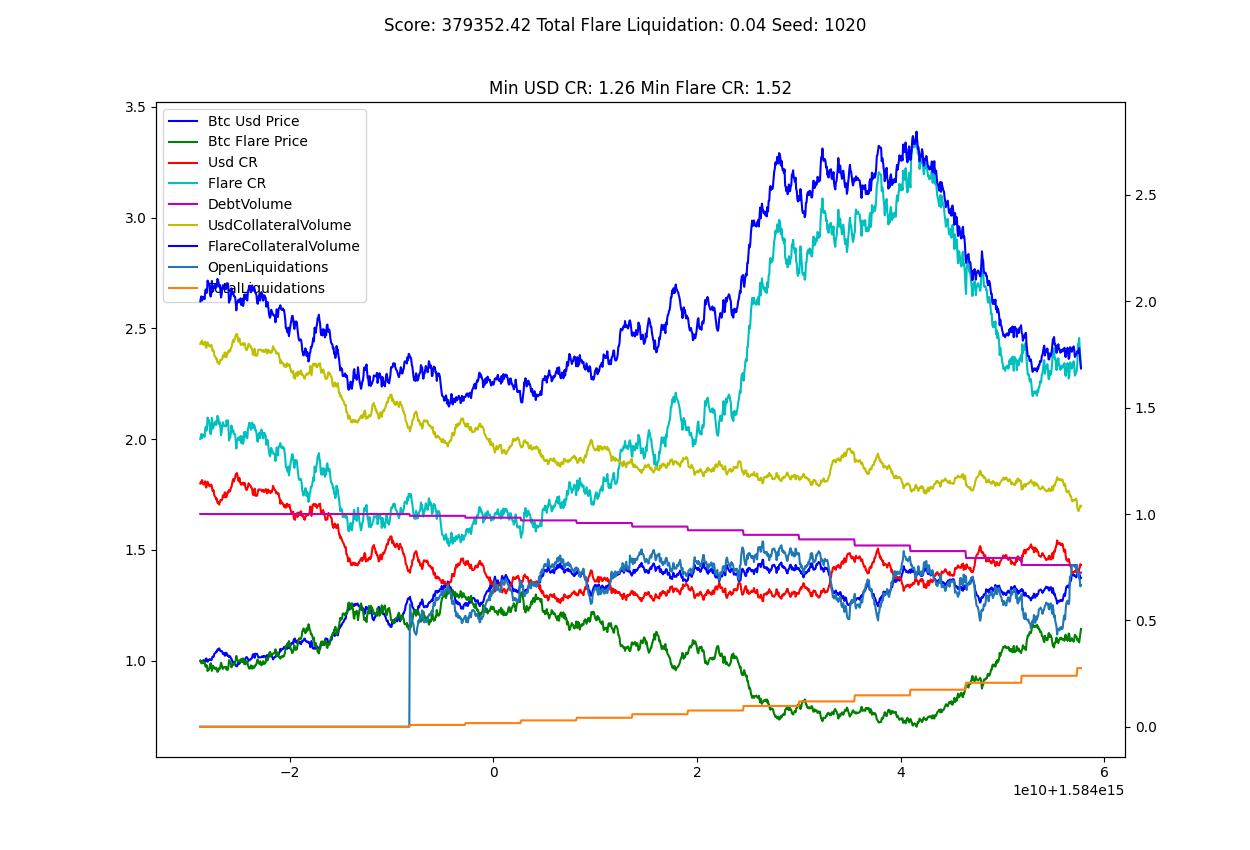 Score: 379352.42 Total Flare Liquidation: 0.04 Seed: 1020
Min USD CR: 1.26 Min Flare CR: 1.52
3.5
3.0
2.5
2.0
1.5
1.0
Btc Usd Price
Btc Flare Price
Usd CR
Flare CR
DebtVolume
UsdCollateralVolume
FlareCollateralVolume
OpenLiquidations
TotalLiquidations
2.5
2.0
1.5
1.0
0.5
0.0
−2 0 2 4 6
1e10+1.584e15